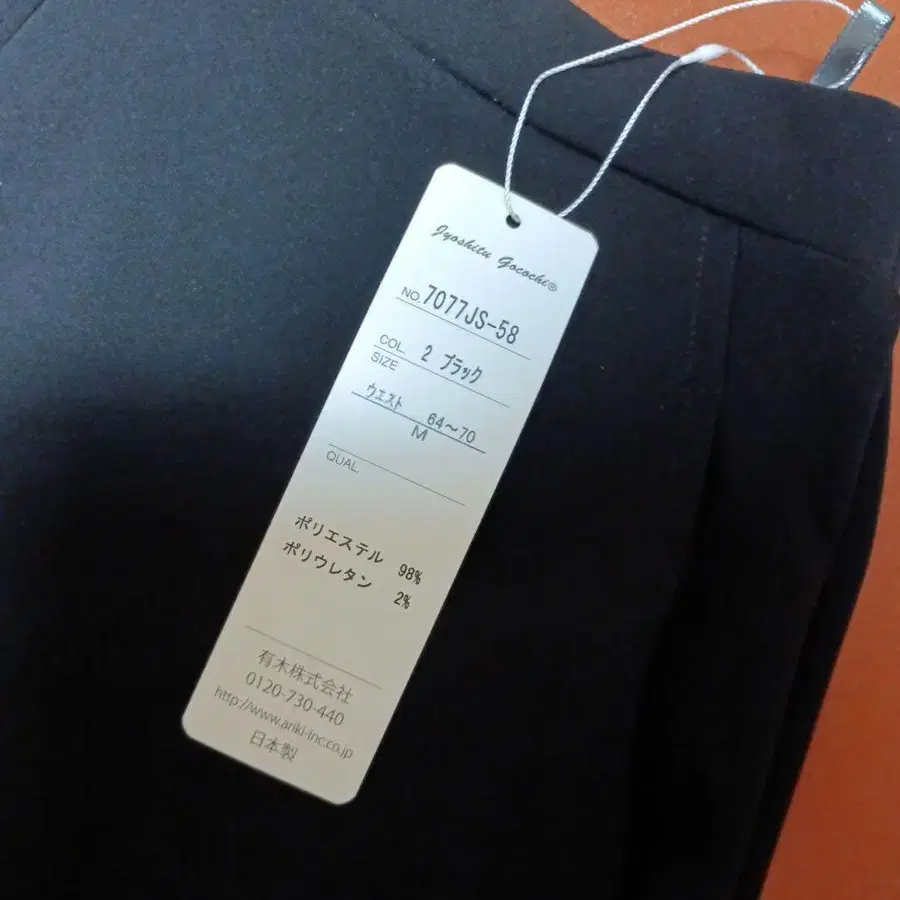 Jyoshitu Gocochi®
NO. 7077JS-58
COL. 2 ブラック
SIZE
ウエスト 64～70
M
QUAL.
ポリエステル 98%
ポリウレタン 2%
有木株式会社
0120-730-440
http://www.ariki-inc.co.jp
日本製